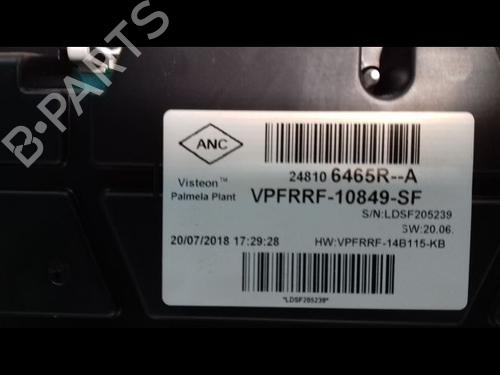 B-PARTS
ANC
24810 6465R--A
Visteon™
Palmela Plant
VPFRRF-10849-SF
S/N:LDSF205239
SW:20.06.
20/07/2018 17:29:28
HW:VPFRRF-14B115-KB
*LDSF205239*